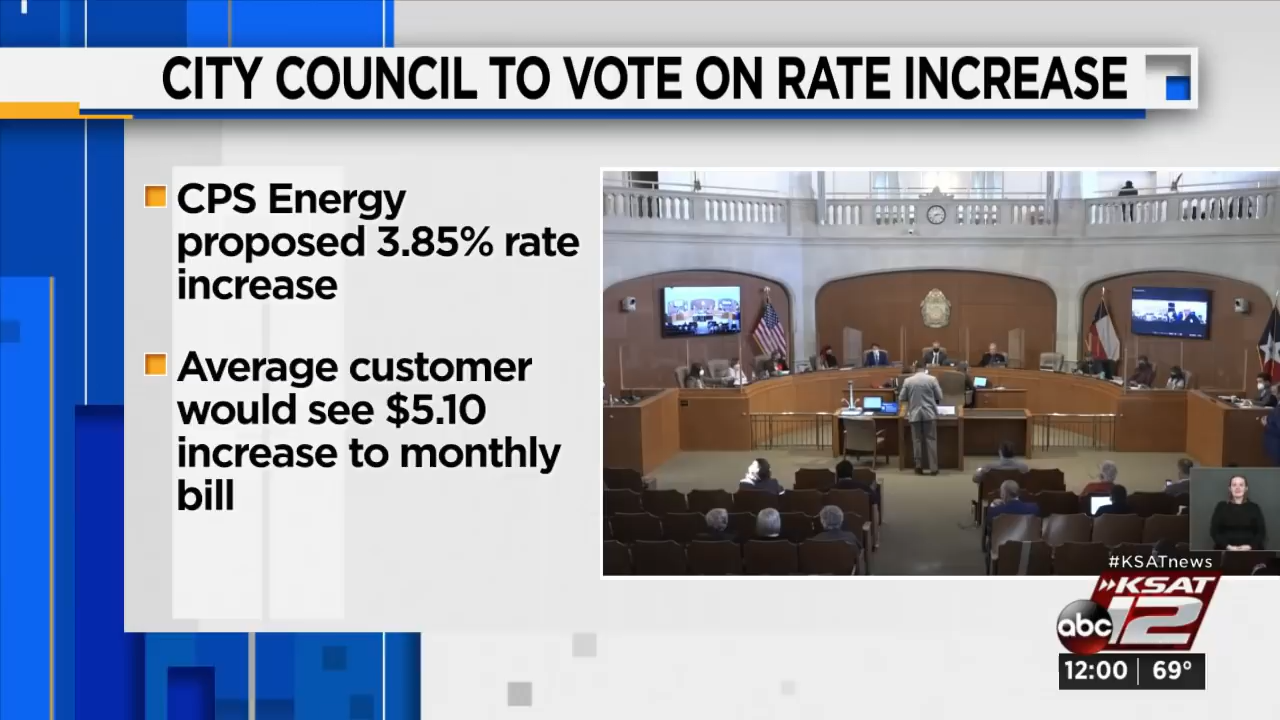 CITY COUNCIL TO VOTE ON RATE INCREASE
CPS Energy
proposed 3.85% rate
increase
Average customer
would see $5.10
increase to monthly
bill
#KSATnews
KSAT
abc 12
12:00 69°